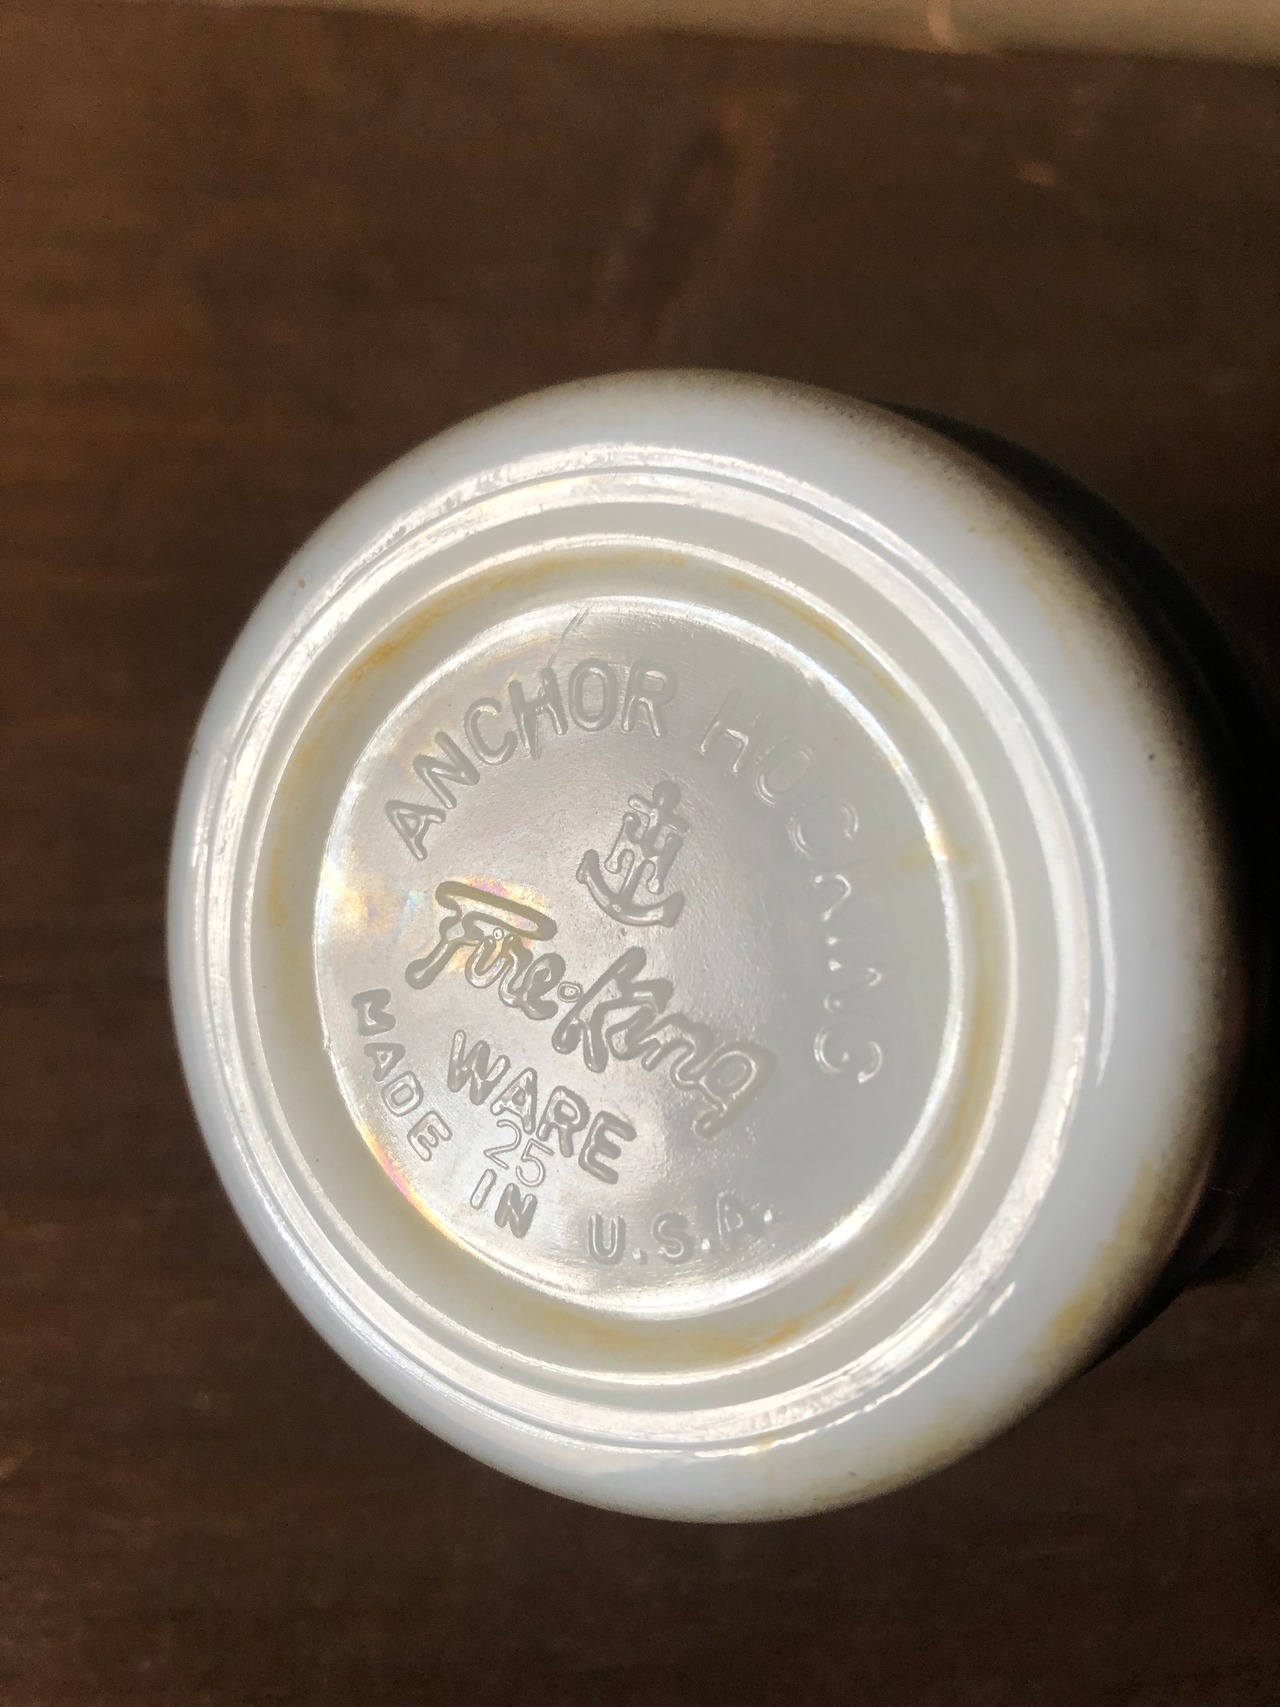 ANCHOR HOCKING
Fire-King
WARE
25
MADE IN U.S.A.